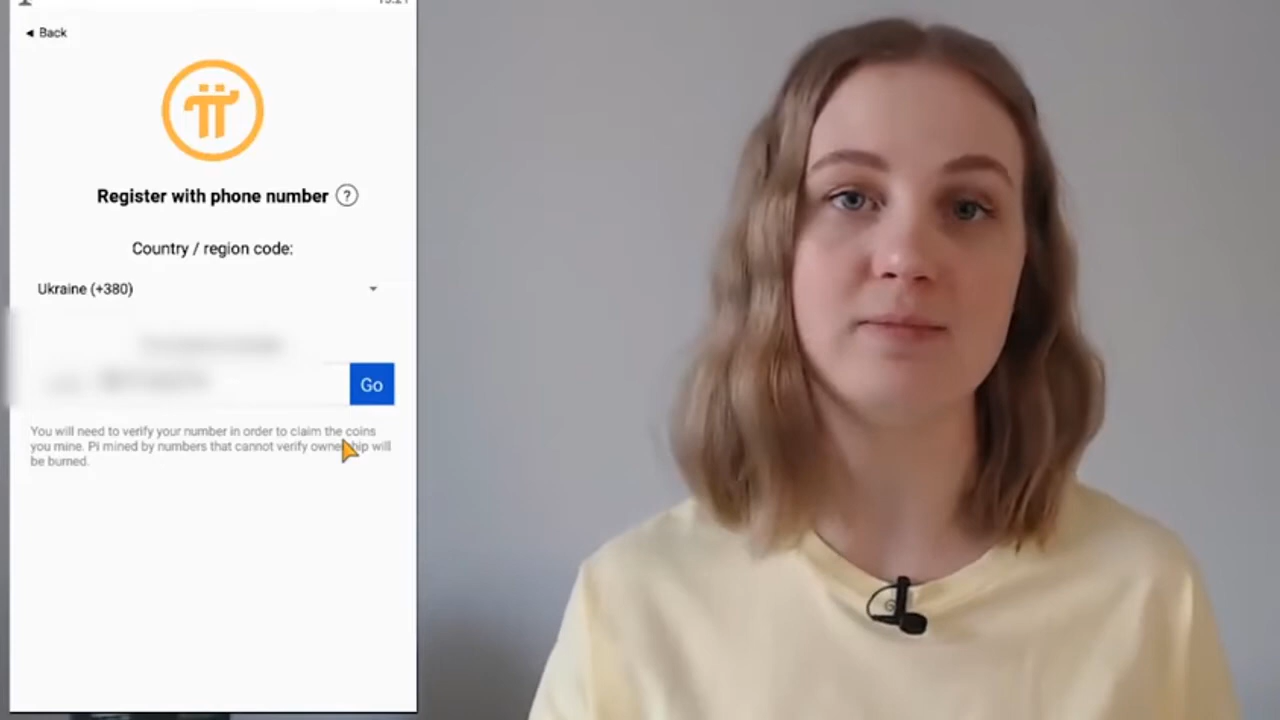 ◄ Back
Register with phone number ?
Country / region code:
Ukraine (+380)
Go
You will need to verify your number in order to claim the coins
you mine. Pi mined by numbers that cannot verify ownership will
be burned.